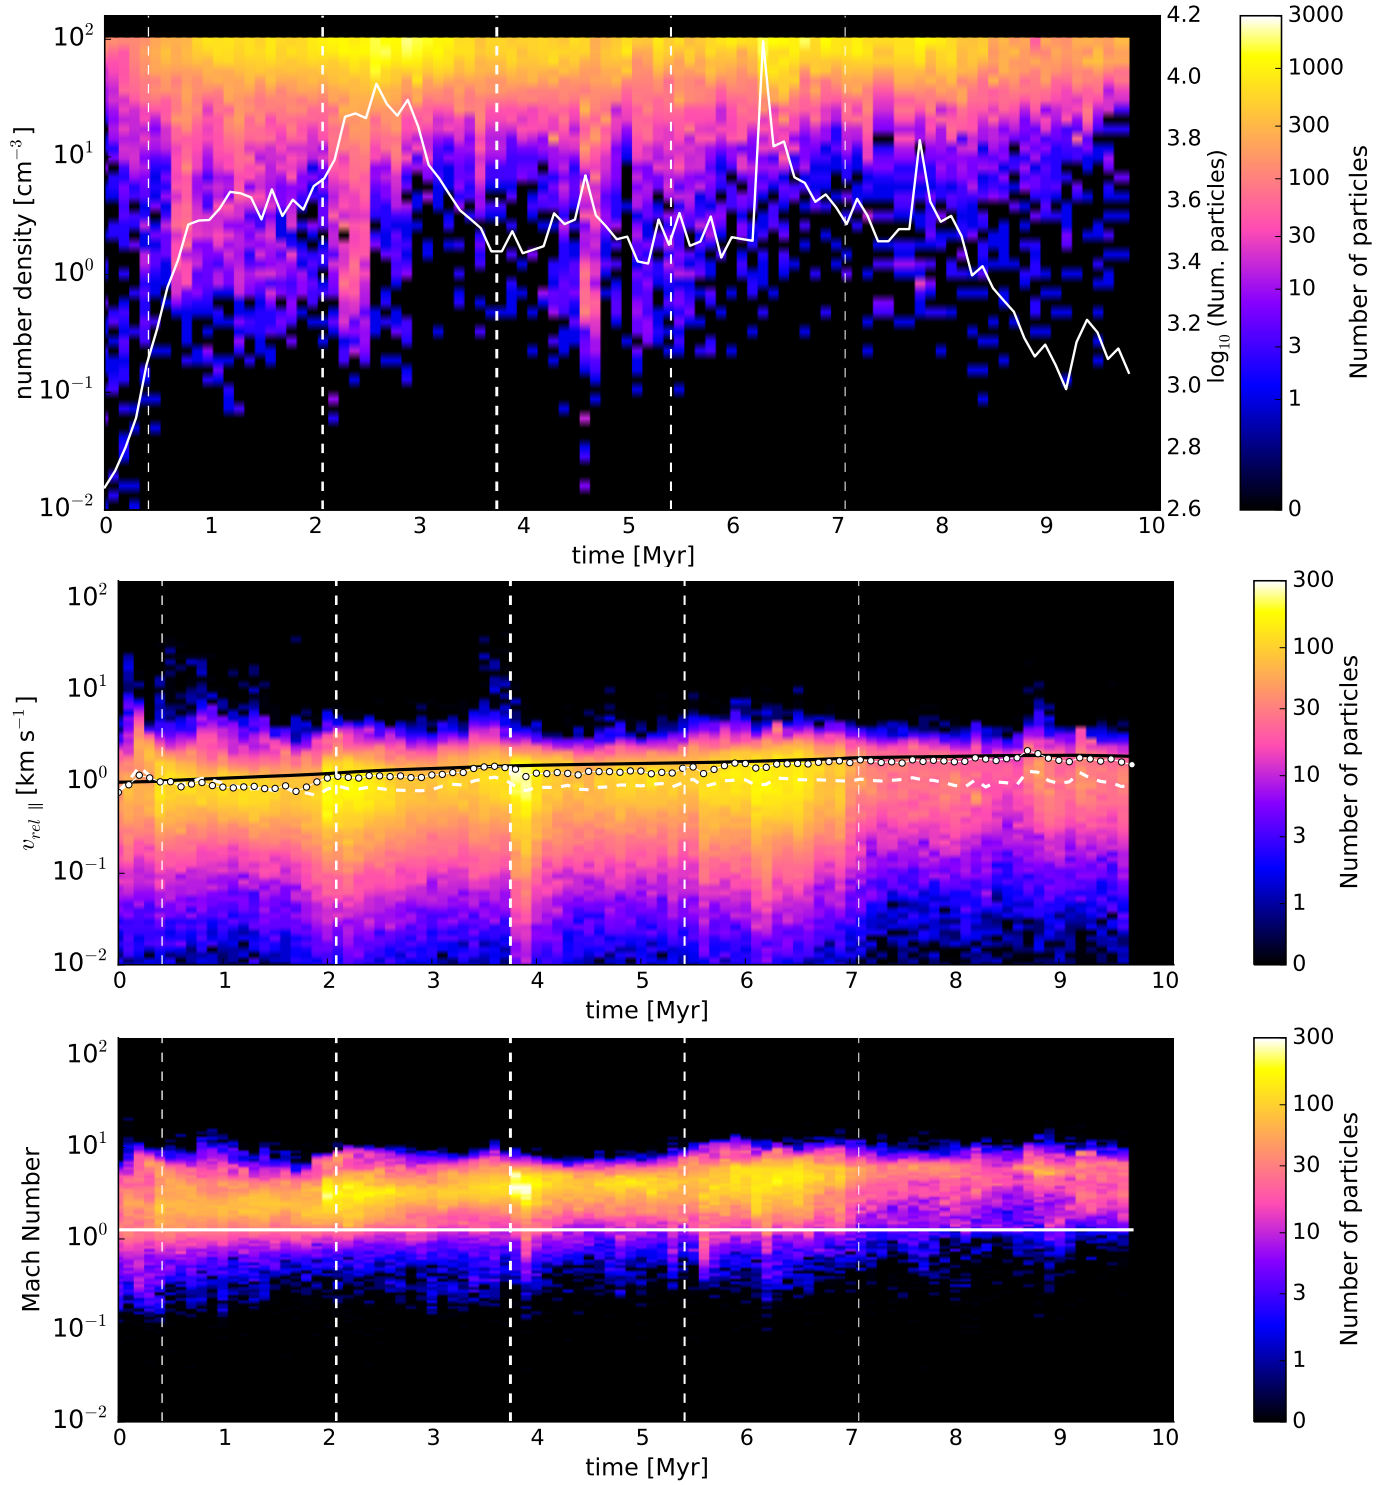 10² 4.2 3000
4.0 1000
300
10¹ 3.8 100
number density [cm⁻³] 3.6 log₁₀ (Num. particles) 30 Number of particles
10⁰ 3.4 10
3.2 3
10⁻¹ 3.0 1
2.8
10⁻² 2.6 0
0 1 2 3 4 5 6 7 8 9 10
time [Myr]
10² 300
100
10¹ 30
v_rel ∥ [km s⁻¹] Number of particles
10⁰ 10
3
10⁻¹ 1
10⁻² 0
0 1 2 3 4 5 6 7 8 9 10
time [Myr]
10² 300
100
10¹ 30
Mach Number Number of particles
10⁰ 10
3
10⁻¹ 1
10⁻² 0
0 1 2 3 4 5 6 7 8 9 10
time [Myr]